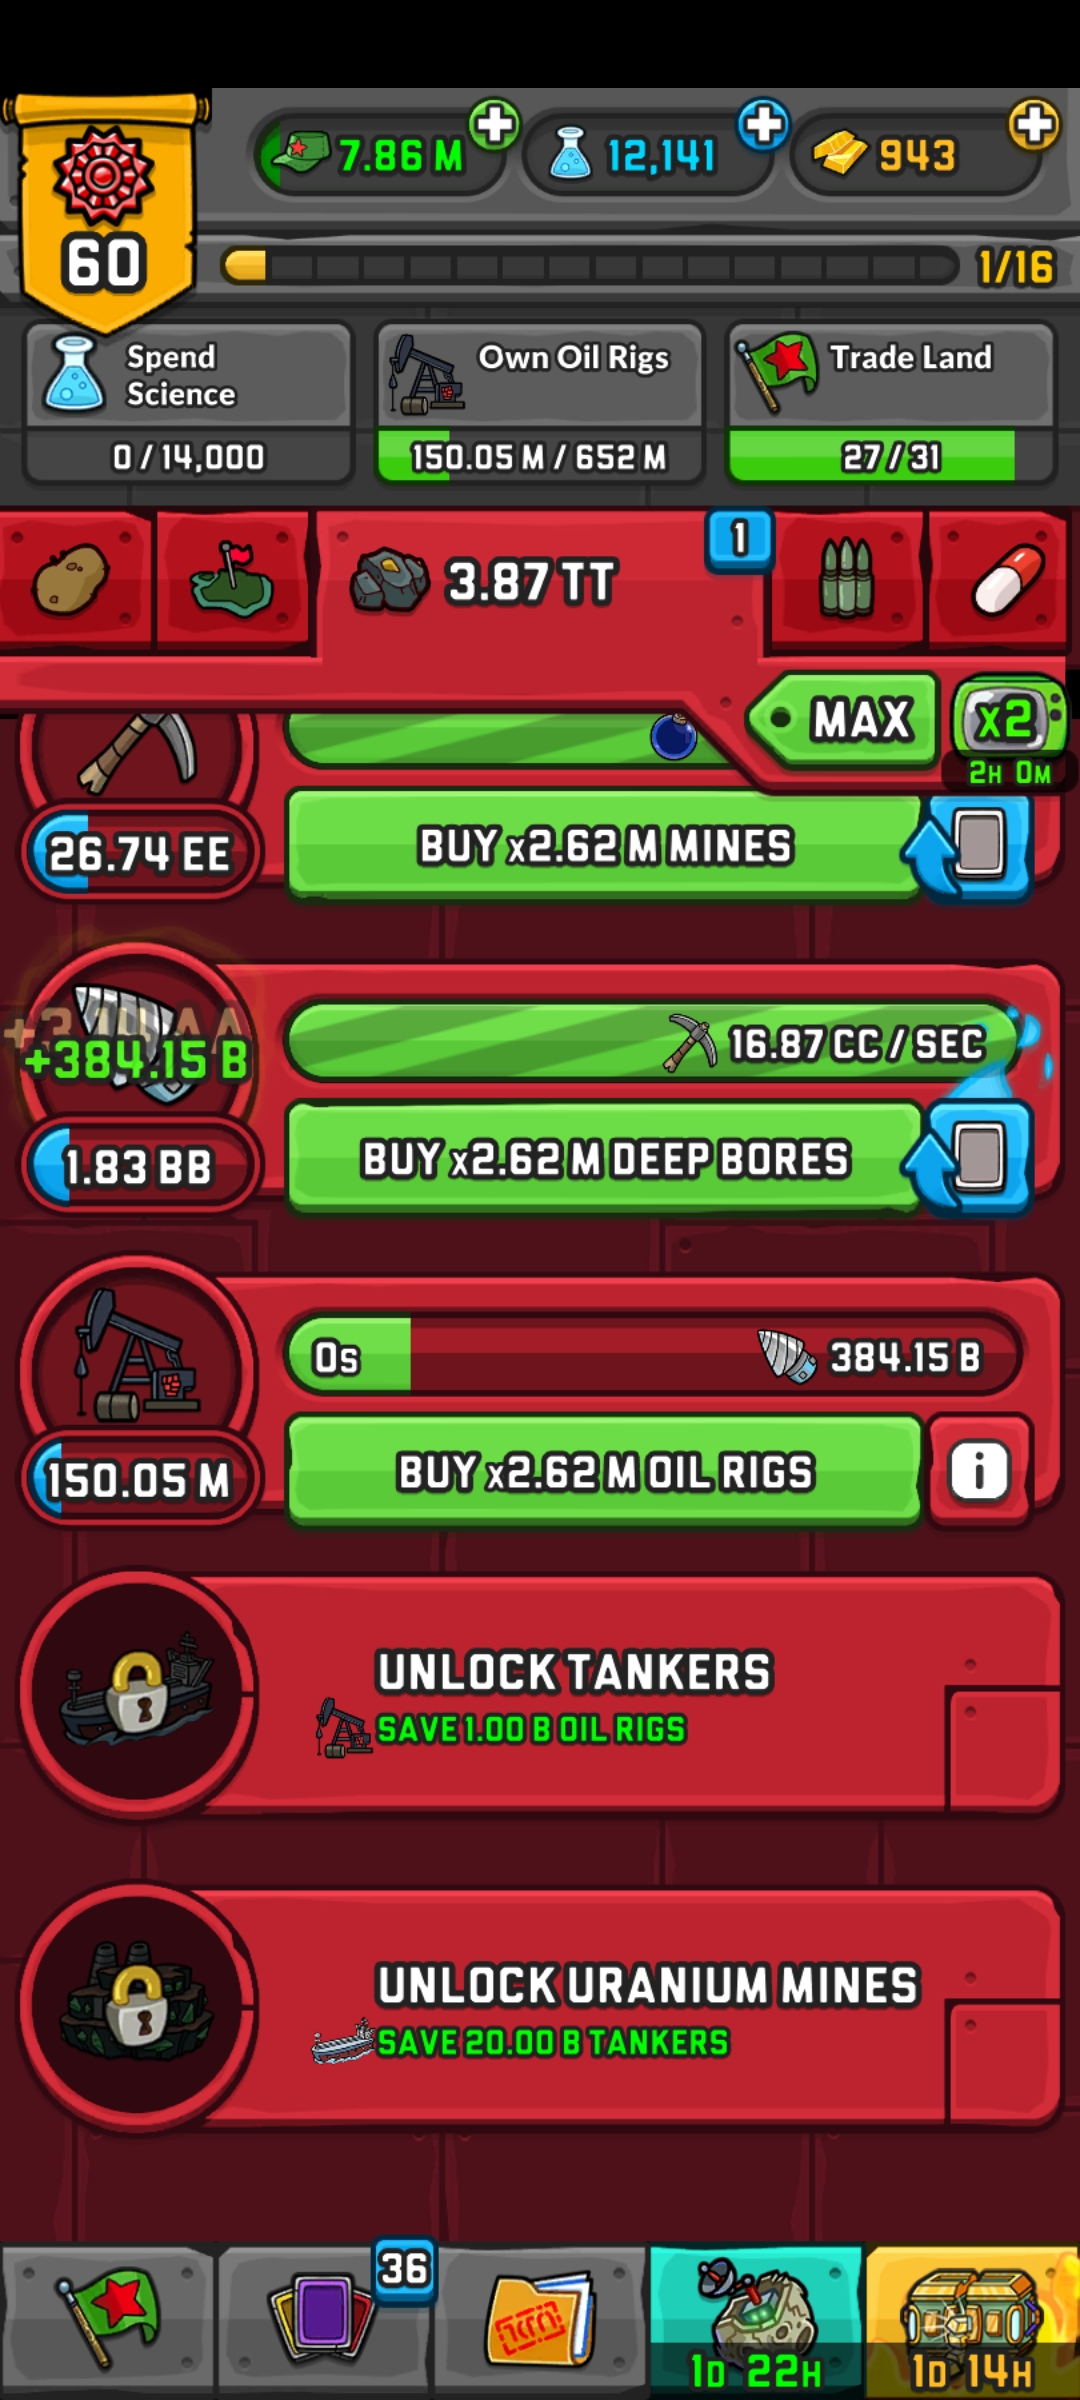 7.86 M
12,141
943
60
1/16
Spend
Science
0 / 14,000
Own Oil Rigs
150.05 M / 652 M
Trade Land
27 / 31
3.87 TT
1
MAX
x2
2H 0M
26.74 EE
BUY x2.62 M MINES
+384.15 B
16.87 CC / SEC
1.83 BB
BUY x2.62 M DEEP BORES
0s
384.15 B
150.05 M
BUY x2.62 M OIL RIGS
i
UNLOCK TANKERS
SAVE 1.00 B OIL RIGS
UNLOCK URANIUM MINES
SAVE 20.00 B TANKERS
36
1D 22H
1D 14H